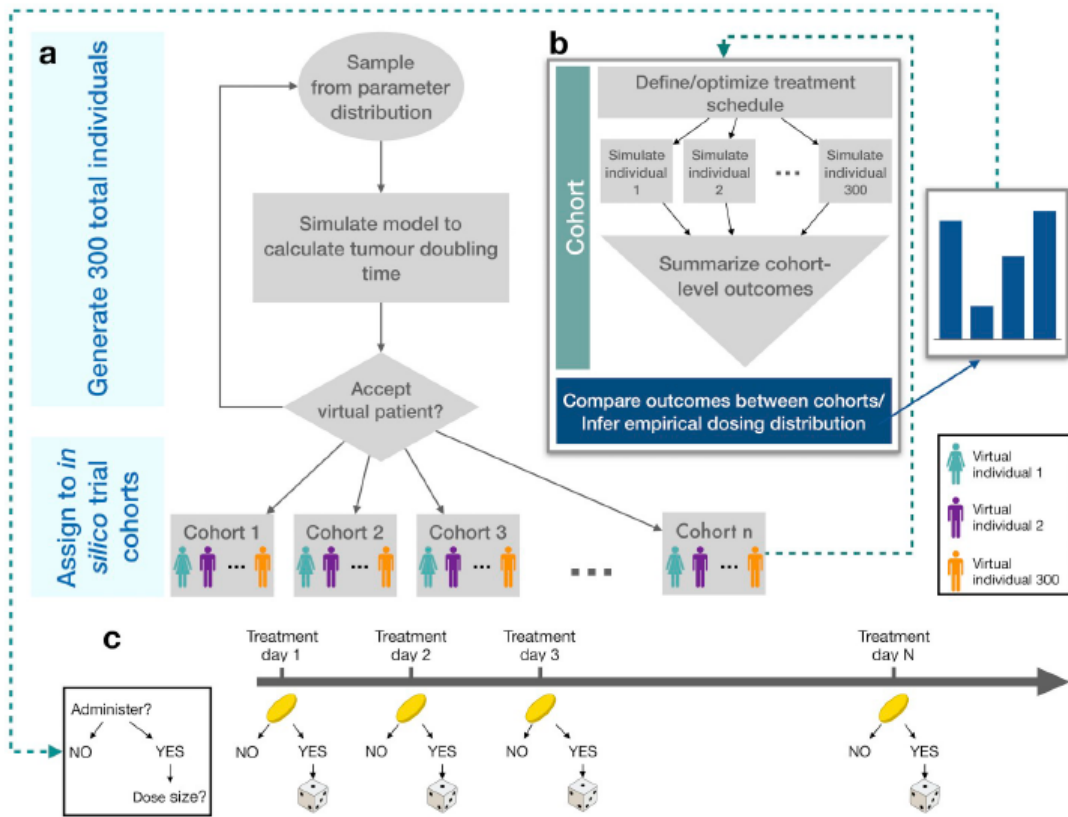 a
Generate 300 total individuals
Sample
from parameter
distribution
Simulate model to
calculate tumour doubling
time
Accept
virtual patient?
Assign to in
silico trial
cohorts
Cohort 1
...
Cohort 2
...
Cohort 3
...
...
Cohort n
...
b
Cohort
Define/optimize treatment
schedule
Simulate
individual
1
Simulate
individual
2
...
Simulate
individual
300
Summarize cohort-
level outcomes
Compare outcomes between cohorts/
Infer empirical dosing distribution
Virtual
individual 1
Virtual
individual 2
Virtual
individual 300
c
Administer?
NO YES
Dose size?
Treatment
day 1
NO YES
Treatment
day 2
NO YES
Treatment
day 3
NO YES
Treatment
day N
NO YES